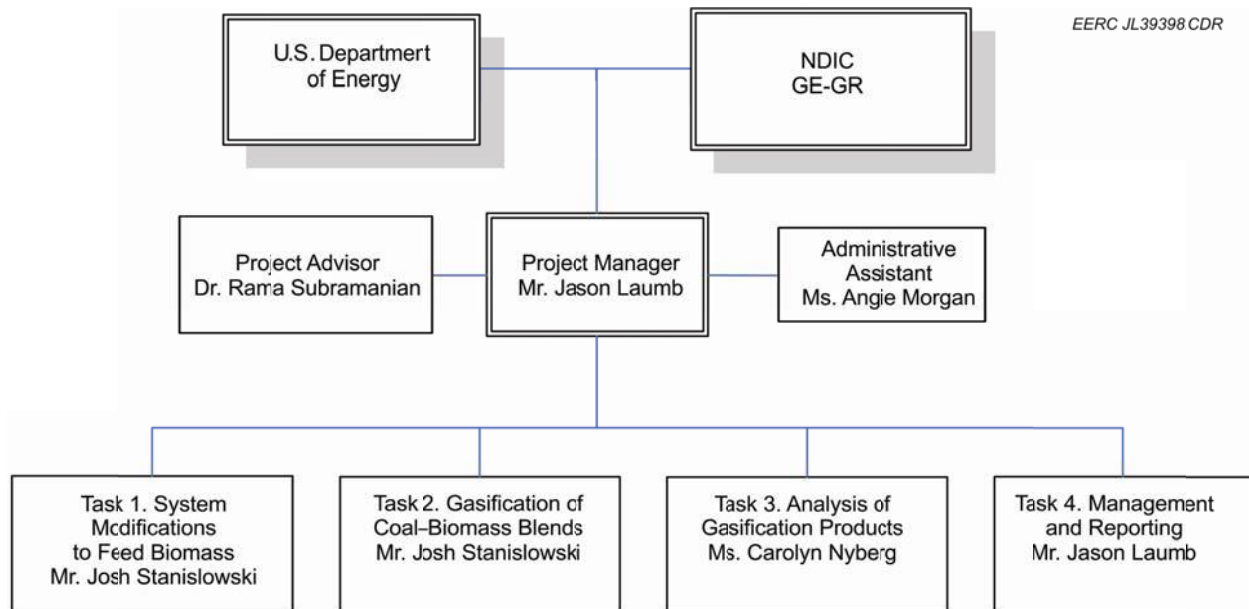 EERC JL39398.CDR
U.S. Department
of Energy
NDIC
GE-GR
Project Advisor
Dr. Rama Subramanian
Project Manager
Mr. Jason Laumb
Administrative
Assistant
Ms. Angie Morgan
Task 1. System
Modifications
to Feed Biomass
Mr. Josh Stanislowski
Task 2. Gasification of
Coal–Biomass Blends
Mr. Josh Stanislowski
Task 3. Analysis of
Gasification Products
Ms. Carolyn Nyberg
Task 4. Management
and Reporting
Mr. Jason Laumb